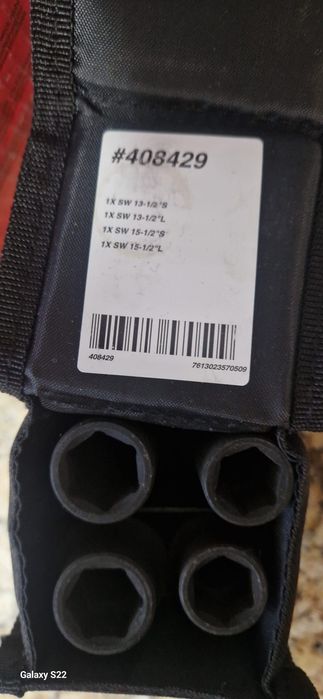 #408429
1X SW 13-1/2"S
1X SW 13-1/2"L
1X SW 15-1/2"S
1X SW 15-1/2"L
408429 7613023570509
Galaxy S22